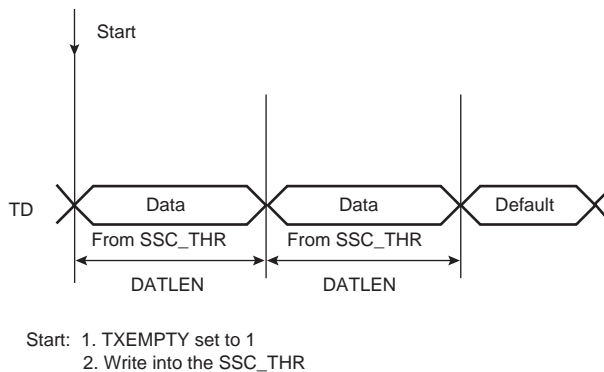 Start
TD
Data
Data
Default
From SSC_THR
From SSC_THR
DATLEN
DATLEN
Start: 1. TXEMPTY set to 1
2. Write into the SSC_THR